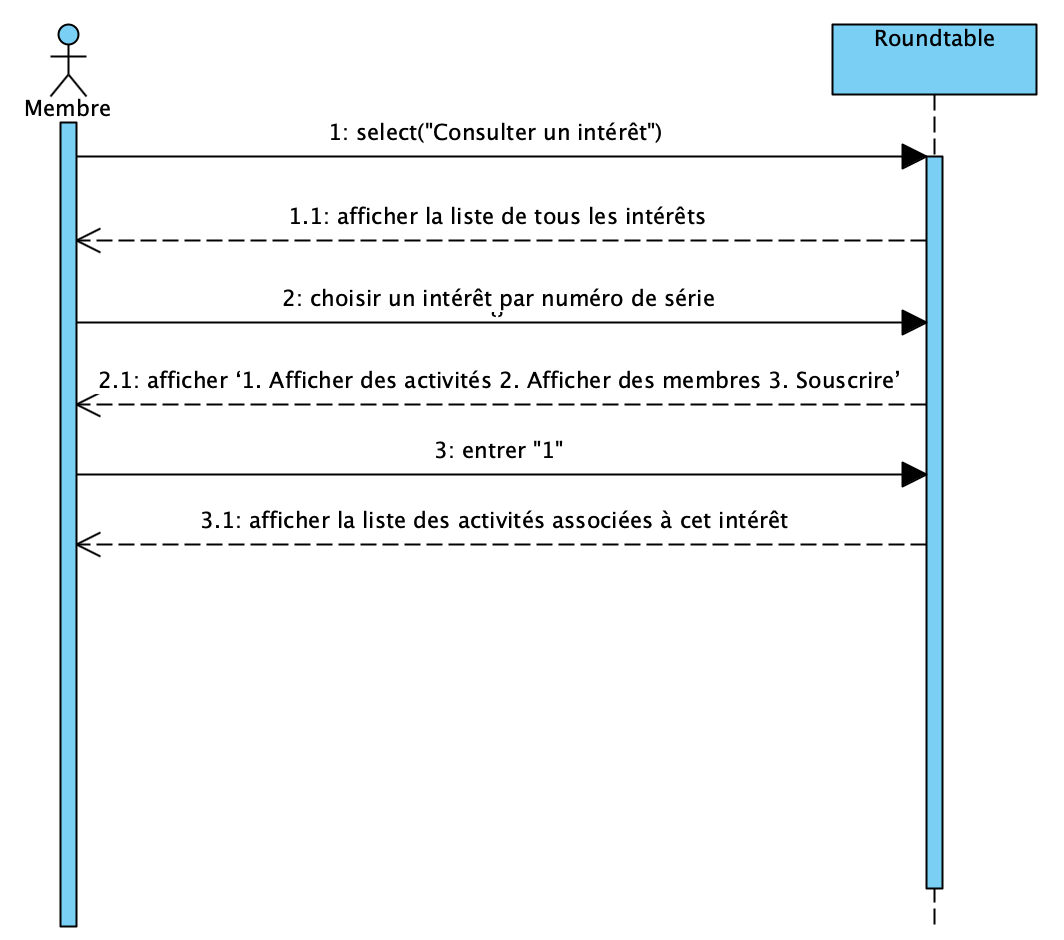 Roundtable
Membre
1: select("Consulter un intérêt")
1.1: afficher la liste de tous les intérêts
2: choisir un intérêt par numéro de série
2.1: afficher ‘1. Afficher des activités 2. Afficher des membres 3. Souscrire’
3: entrer "1"
3.1: afficher la liste des activités associées à cet intérêt